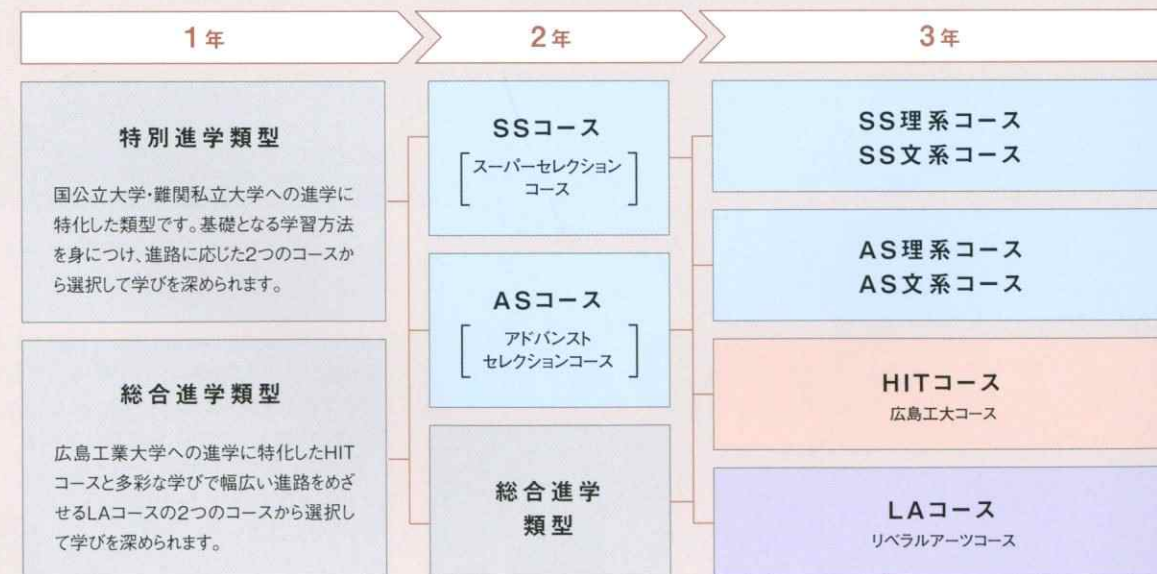 1年
2年
3年
特別進学類型
国公立大学・難関私立大学への進学に
特化した類型です。基礎となる学習方法
を身につけ、進路に応じた2つのコースか
ら選択して学びを深められます。
総合進学類型
広島工業大学への進学に特化したHIT
コースと多彩な学びで幅広い進路をめざ
せるLAコースの2つのコースから選択し
て学びを深められます。
SSコース
スーパーセレクション
コース
ASコース
アドバンスト
セレクションコース
総合進学
類型
SS理系コース
SS文系コース
AS理系コース
AS文系コース
HITコース
広島工大コース
LAコース
リベラルアーツコース